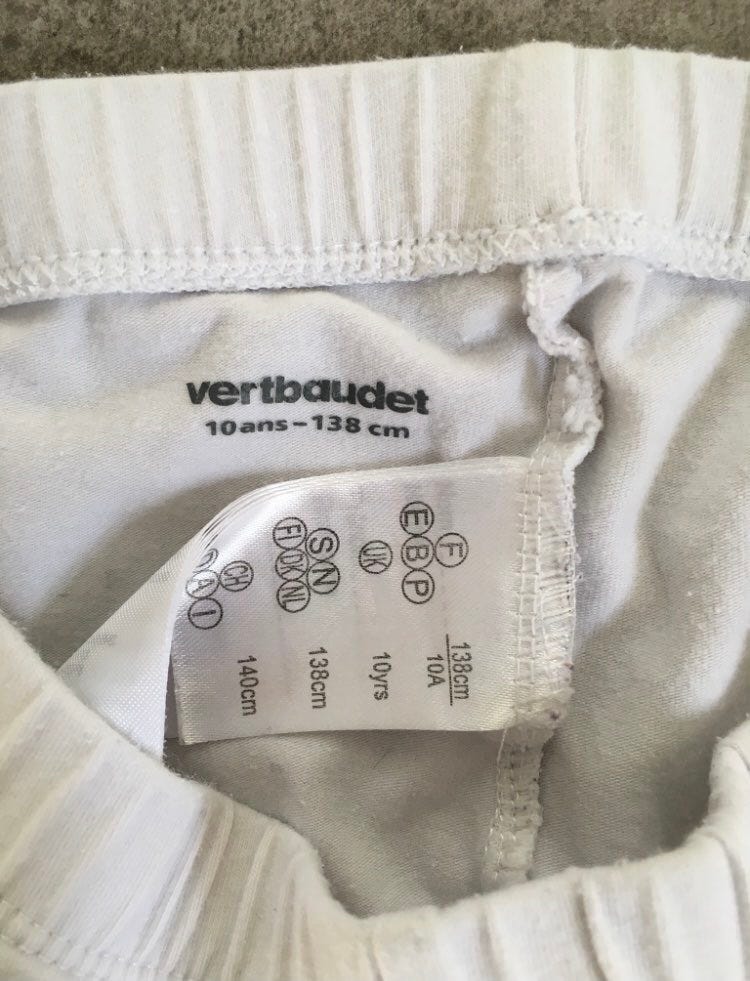 vertbaudet
10ans – 138 cm
F 138cm
E B P 10A
UK 10yrs
S N 138cm
FI DK NL
CH 140cm
A I